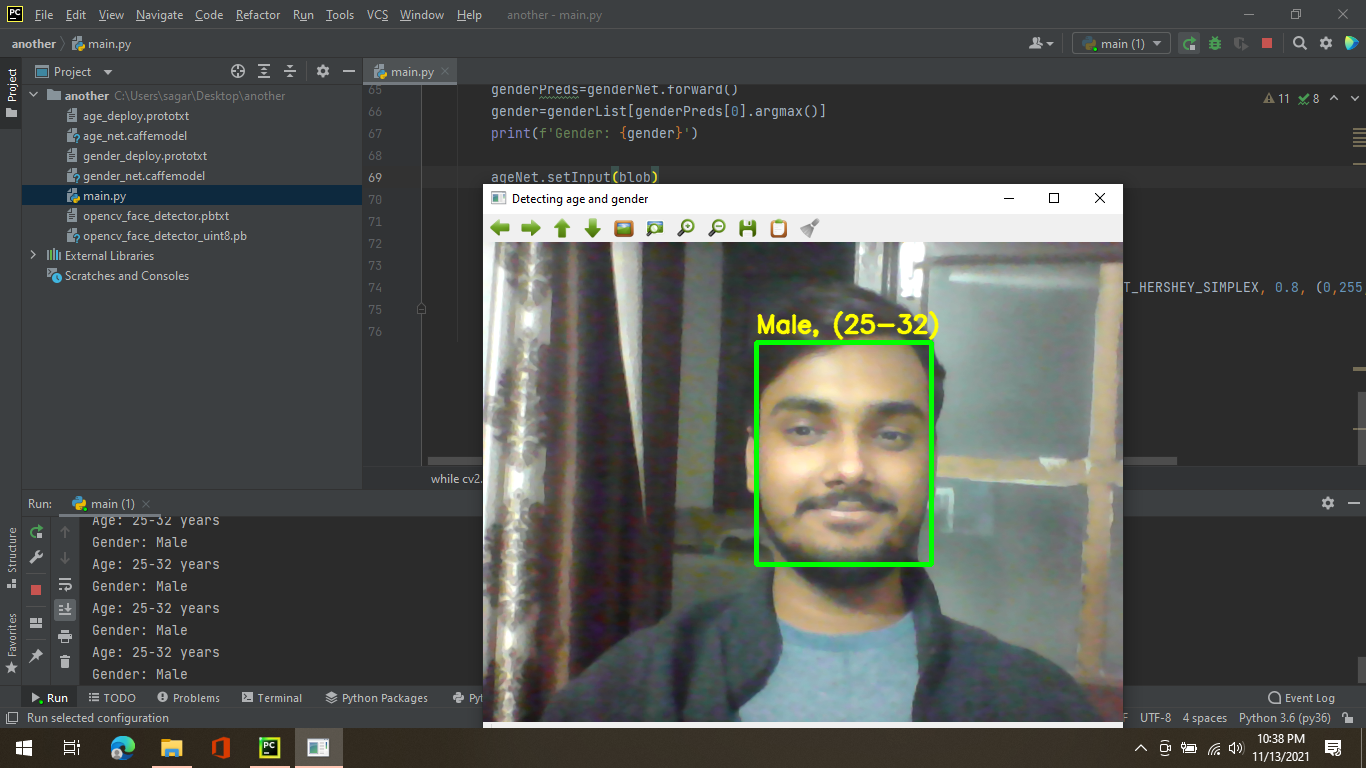 PC File Edit View Navigate Code Refactor Run Tools VCS Window Help another - main.py
another main.py
main (1)
Project
Project
main.py
another C:\Users\sagar\Desktop\another
age_deploy.prototxt
age_net.caffemodel
gender_deploy.prototxt
gender_net.caffemodel
main.py
opencv_face_detector.pbtxt
opencv_face_detector_uint8.pb
External Libraries
Scratches and Consoles
11 8
65 genderPreds=genderNet.forward()
66 gender=genderList[genderPreds[0].argmax()]
67 print(f'Gender: {gender}')
68
69 ageNet.setInput(blob)
70
71
72
73
74 T_HERSHEY_SIMPLEX, 0.8, (0,255,
75
76
while cv2.
Detecting age and gender
Male, (25-32)
Run: main (1)
Age: 25-32 years
Gender: Male
Age: 25-32 years
Gender: Male
Age: 25-32 years
Gender: Male
Age: 25-32 years
Gender: Male
Structure
Favorites
Run TODO Problems Terminal Python Packages Event Log
Run selected configuration
UTF-8 4 spaces Python 3.6 (py36)
PC
10:38 PM
11/13/2021